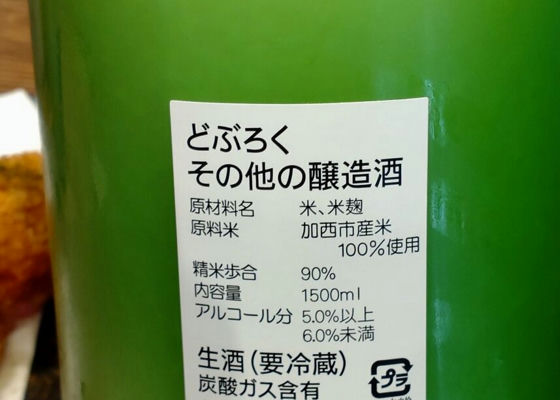 どぶろく
その他の醸造酒
原材料名 米、米麹
原料米 加西市産米
100%使用
精米歩合 90%
内容量 1500ml
アルコール分 5.0%以上
6.0%未満
生酒(要冷蔵)
炭酸ガス含有
プラ